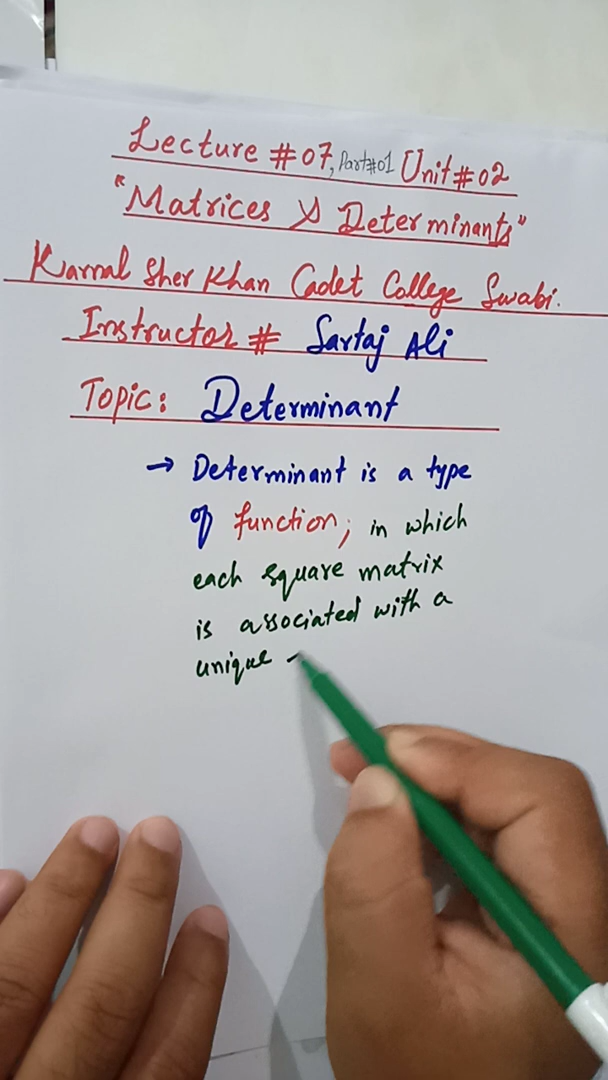 Lecture #07, Part#01 Unit#02
"Matrices & Determinants"
Karnal Sher Khan Cadet College Swabi.
Instructor # Sartaj Ali
Topic: Determinant
→ Determinant is a type
of function; in which
each square matrix
is associated with a
unique